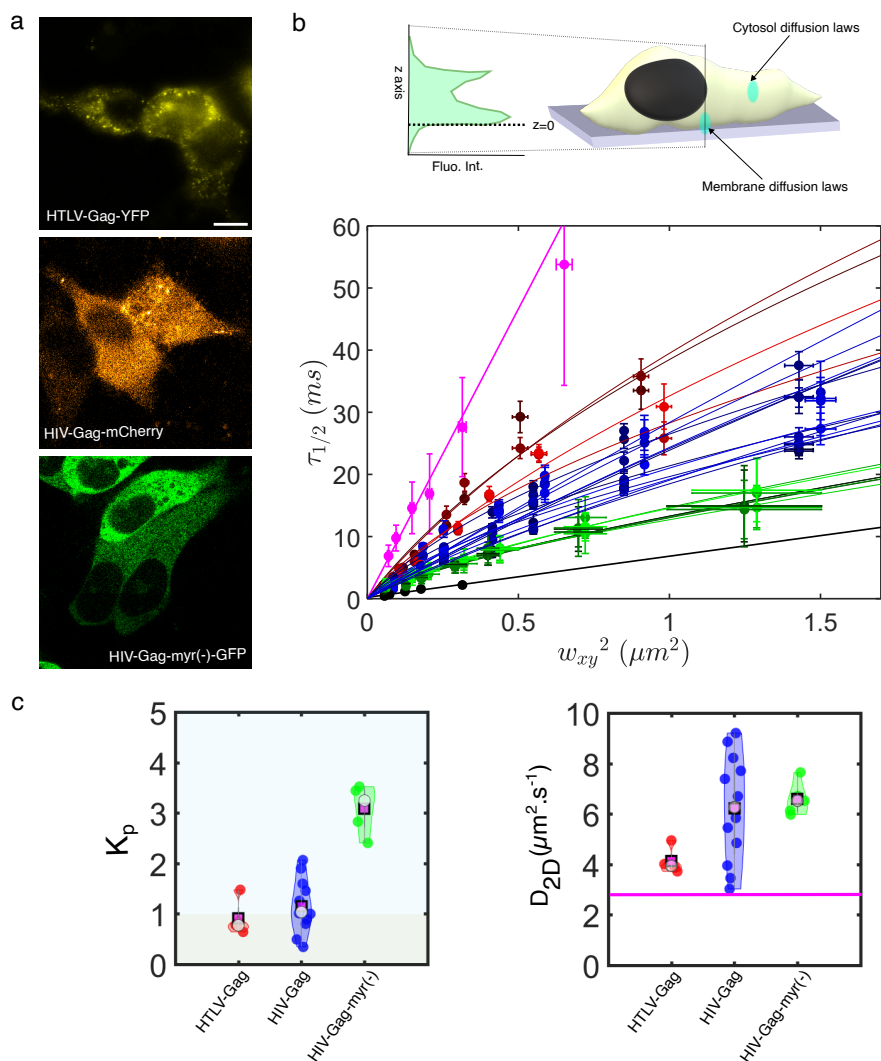 a
HTLV-Gag-YFP
HIV-Gag-mCherry
HIV-Gag-myr(-)-GFP
b
z axis
z=0
Fluo. Int.
Cytosol diffusion laws
Membrane diffusion laws
60
50
40
30
20
10
0
τ1/2 (ms)
0 0.5 1 1.5
wxy² (μm²)
c
5
4
3
2
1
0
Kp
HTLV-Gag
HIV-Gag
HIV-Gag-myr(-)
10
8
6
4
2
0
D2D(μm².s⁻¹)
HTLV-Gag
HIV-Gag
HIV-Gag-myr(-)